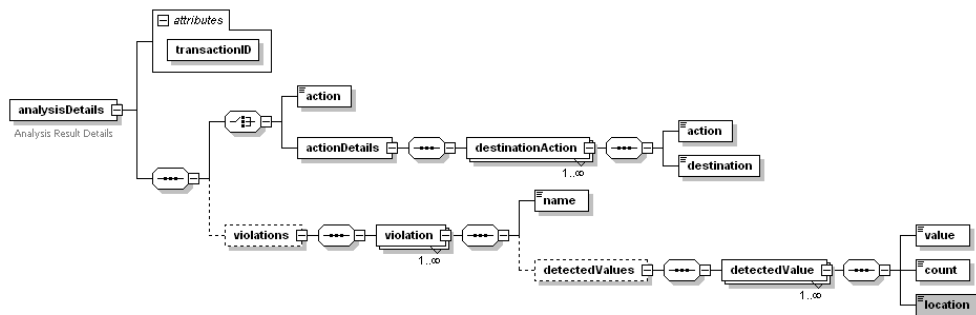 attributes
transactionID
analysisDetails
Analysis Result Details
action
actionDetails
destinationAction
1..∞
action
destination
violations
violation
1..∞
name
detectedValues
detectedValue
1..∞
value
count
location